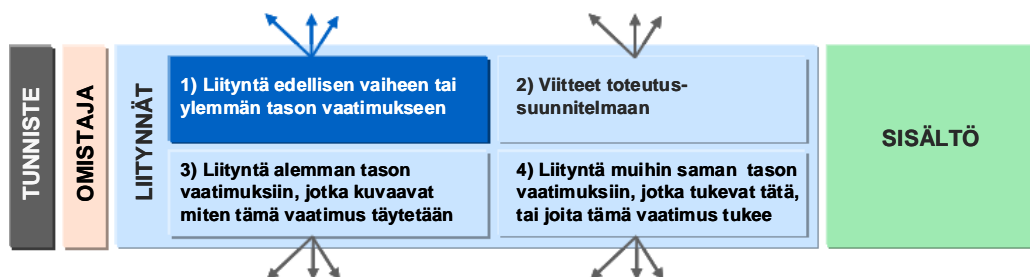 TUNNISTE
OMISTAJA
LIITYNNÄT
1) Liityntä edellisen vaiheen tai
ylemmän tason vaatimukseen
2) Viitteet toteutus-
suunnitelmaan
3) Liityntä alemman tason
vaatimuksiin, jotka kuvaavat
miten tämä vaatimus täytetään
4) Liityntä muihin saman tason
vaatimuksiin, jotka tukevat tätä,
tai joita tämä vaatimus tukee
SISÄLTÖ